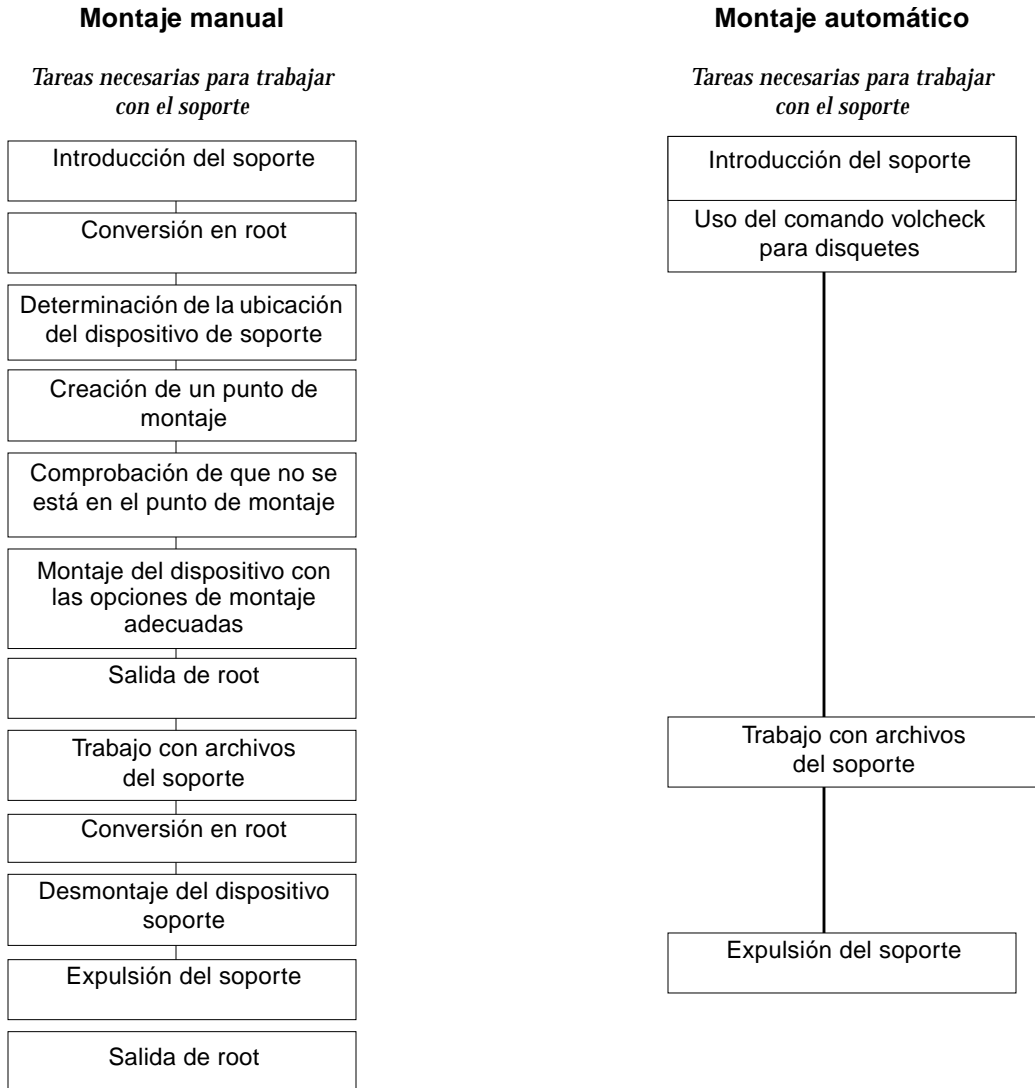 Montaje manual
Tareas necesarias para trabajar
con el soporte
Introducción del soporte
Conversión en root
Determinación de la ubicación
del dispositivo de soporte
Creación de un punto de
montaje
Comprobación de que no se
está en el punto de montaje
Montaje del dispositivo con
las opciones de montaje
adecuadas
Salida de root
Trabajo con archivos
del soporte
Conversión en root
Desmontaje del dispositivo
soporte
Expulsión del soporte
Salida de root
Montaje automático
Tareas necesarias para trabajar
con el soporte
Introducción del soporte
Uso del comando volcheck
para disquetes
Trabajo con archivos
del soporte
Expulsión del soporte